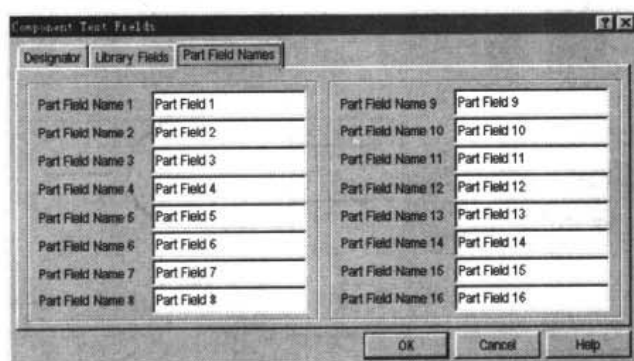 Component Text Fields
Designator Library Fields Part Field Names
Part Field Name 1 Part Field 1
Part Field Name 2 Part Field 2
Part Field Name 3 Part Field 3
Part Field Name 4 Part Field 4
Part Field Name 5 Part Field 5
Part Field Name 6 Part Field 6
Part Field Name 7 Part Field 7
Part Field Name 8 Part Field 8
Part Field Name 9 Part Field 9
Part Field Name 10 Part Field 10
Part Field Name 11 Part Field 11
Part Field Name 12 Part Field 12
Part Field Name 13 Part Field 13
Part Field Name 14 Part Field 14
Part Field Name 15 Part Field 15
Part Field Name 16 Part Field 16
OK Cancel Help